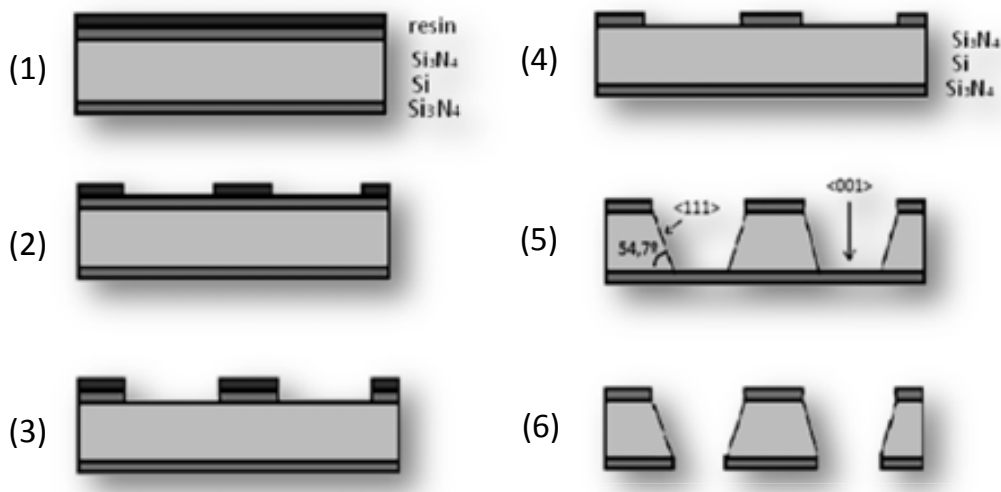 (1)
resin
Si₃N₄
Si
Si₃N₄
(2)
(3)
(4)
Si₃N₄
Si
Si₃N₄
(5)
<111>
<001>
54,7º
(6)